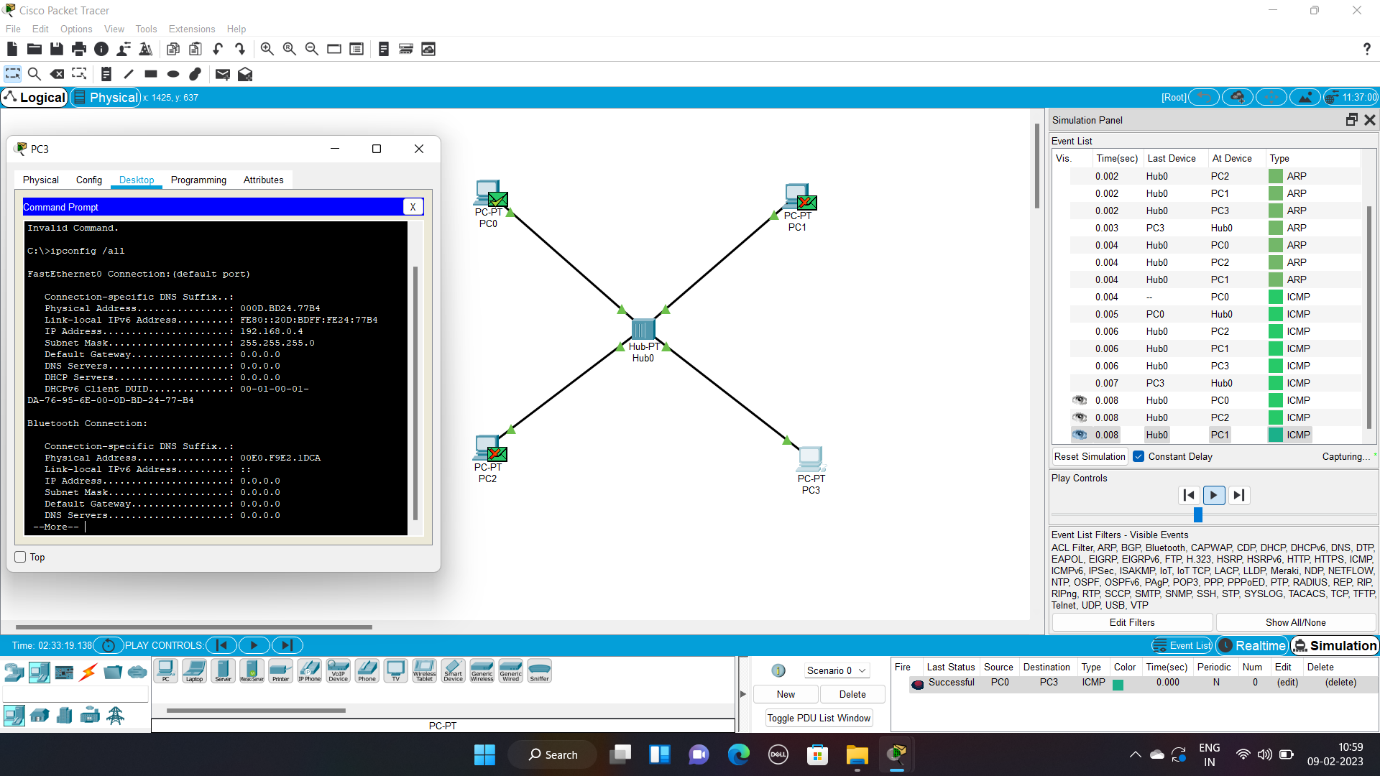 Cisco Packet Tracer
File Edit Options View Tools Extensions Help
?
Logical Physical x: 1425, y: 637 [Root] 11:37:00
PC3
Physical Config Desktop Programming Attributes
Command Prompt X
Invalid Command.
C:\>ipconfig /all
FastEthernet0 Connection:(default port)
Connection-specific DNS Suffix..:
Physical Address................: 000D.BD24.77B4
Link-local IPv6 Address.........: FE80::20D:BDFF:FE24:77B4
IP Address......................: 192.168.0.4
Subnet Mask.....................: 255.255.255.0
Default Gateway.................: 0.0.0.0
DNS Servers.....................: 0.0.0.0
DHCP Servers....................: 0.0.0.0
DHCPv6 Client DUID..............: 00-01-00-01-
DA-76-95-6E-00-0D-BD-24-77-B4
Bluetooth Connection:
Connection-specific DNS Suffix..:
Physical Address................: 00E0.F9E2.1DCA
Link-local IPv6 Address.........: ::
IP Address......................: 0.0.0.0
Subnet Mask.....................: 0.0.0.0
Default Gateway.................: 0.0.0.0
DNS Servers.....................: 0.0.0.0
--More--
Top
PC-PT
PC0
PC-PT
PC1
Hub-PT
Hub0
PC-PT
PC2
PC-PT
PC3
Simulation Panel
Event List
Vis. Time(sec) Last Device At Device Type
0.002 Hub0 PC2 ARP
0.002 Hub0 PC1 ARP
0.002 Hub0 PC3 ARP
0.003 PC3 Hub0 ARP
0.004 Hub0 PC0 ARP
0.004 Hub0 PC2 ARP
0.004 Hub0 PC1 ARP
0.004 -- PC0 ICMP
0.005 PC0 Hub0 ICMP
0.006 Hub0 PC2 ICMP
0.006 Hub0 PC1 ICMP
0.006 Hub0 PC3 ICMP
0.007 PC3 Hub0 ICMP
0.008 Hub0 PC0 ICMP
0.008 Hub0 PC2 ICMP
0.008 Hub0 PC1 ICMP
Reset Simulation Constant Delay Capturing...
Play Controls
Event List Filters - Visible Events
ACL Filter, ARP, BGP, Bluetooth, CAPWAP, CDP, DHCP, DHCPv6, DNS, DTP,
EAPOL, EIGRP, EIGRPv6, FTP, H.323, HSRP, HSRPv6, HTTP, HTTPS, ICMP,
ICMPv6, IPSec, ISAKMP, IoT, IoT TCP, LACP, LLDP, Meraki, NDP, NETFLOW,
NTP, OSPF, OSPFv6, PAgP, POP3, PPP, PPPoED, PTP, RADIUS, REP, RIP,
RIPng, RTP, SCCP, SMTP, SNMP, SSH, STP, SYSLOG, TACACS, TCP, TFTP,
Telnet, UDP, USB, VTP
Edit Filters Show All/None
Time: 02:33:19.138 PLAY CONTROLS: Event List Realtime Simulation
PC Laptop Server Printer IP Phone VoIP Device Phone TV Wireless Tablet Smart Device Generic Wireless Generic Wired Sniffer
PC-PT
Scenario 0
New Delete
Toggle PDU List Window
Fire Last Status Source Destination Type Color Time(sec) Periodic Num Edit Delete
Successful PC0 PC3 ICMP 0.000 N 0 (edit) (delete)
Search
DELL
ENG
IN
10:59
09-02-2023